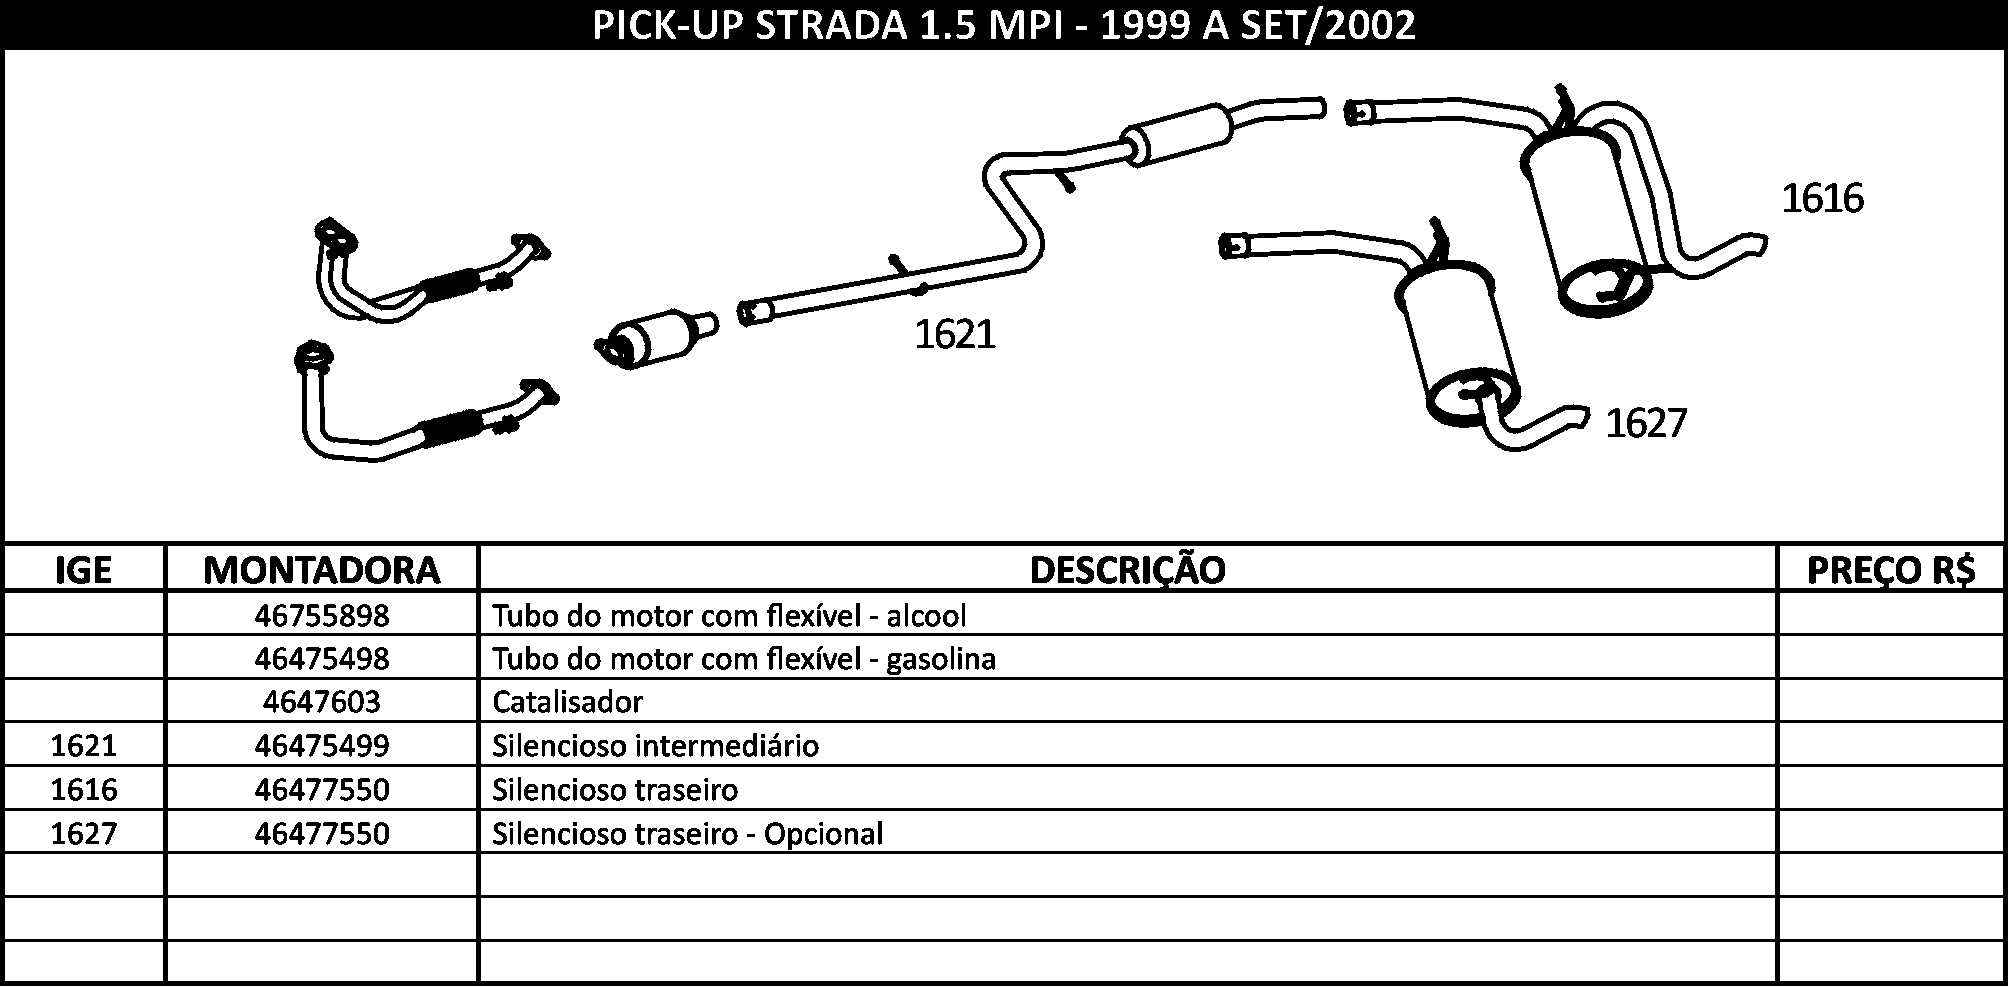 PICK-UP STRADA 1.5 MPI - 1999 A SET/2002
1616
1621
1627
IGE MONTADORA DESCRIÇÃO PREÇO R$
46755898 Tubo do motor com flexível - alcool
46475498 Tubo do motor com flexível - gasolina
4647603 Catalisador
1621 46475499 Silencioso intermediário
1616 46477550 Silencioso traseiro
1627 46477550 Silencioso traseiro - Opcional